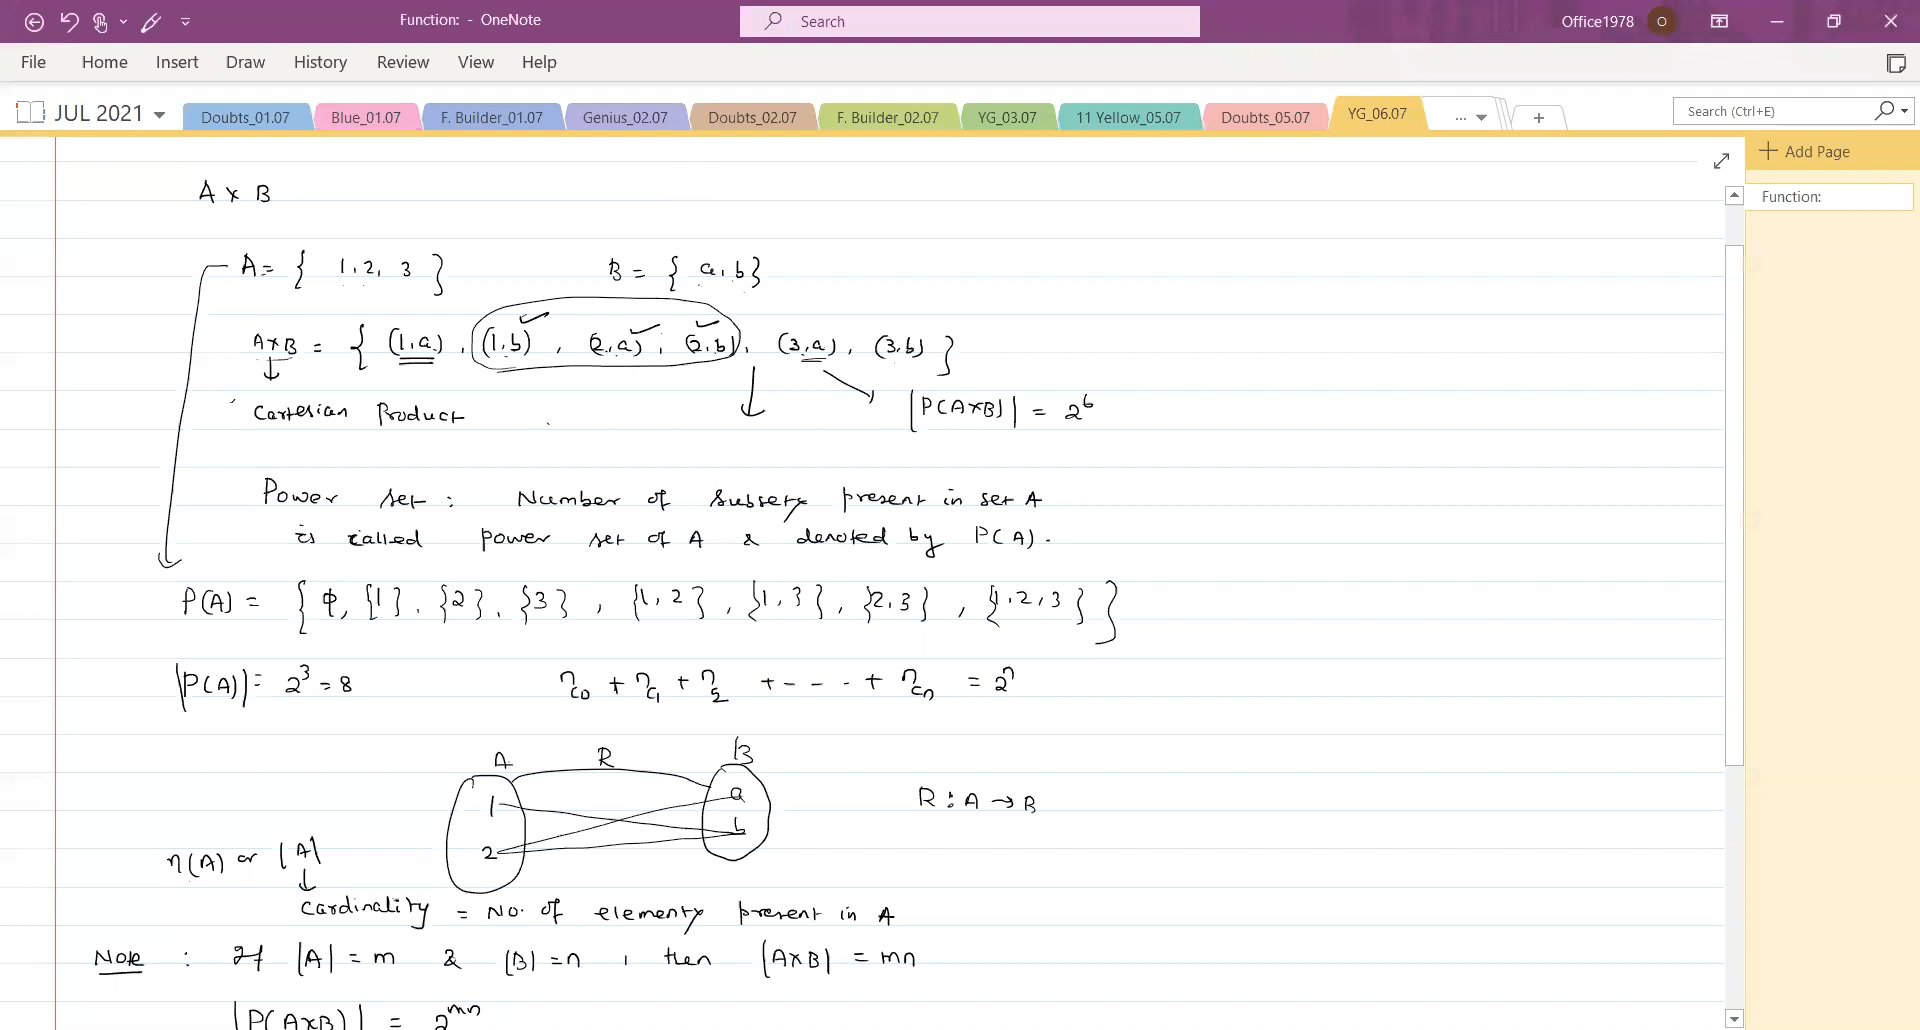 Function: - OneNote
Search
Office1978
O
File Home Insert Draw History Review View Help
JUL 2021
Doubts_01.07 Blue_01.07 F. Builder_01.07 Genius_02.07 Doubts_02.07 F. Builder_02.07 YG_03.07 11 Yellow_05.07 Doubts_05.07 YG_06.07 ... +
Search (Ctrl+E)
Add Page
Function:
A × B
A = { 1, 2, 3 } B = { a, b }
A×B = { (1,a), (1,b), (2,a), (2,b), (3,a), (3,b) }
Cartesian Product
|P(A×B)| = 2^6
Power set : Number of subsets present in set A
is called power set of A & denoted by P(A).
P(A) = { φ, {1}, {2}, {3}, {1,2}, {1,3}, {2,3}, {1,2,3} }
|P(A)| = 2^3 = 8 nC0 + nC1 + nC2 + - - - + nCn = 2^n
A R B
1 a
2 b
R : A → B
n(A) or |A|
Cardinality = No. of elements present in A
Note : If |A| = m & |B| = n , then |A×B| = mn
|P(A×B)| = 2^mn